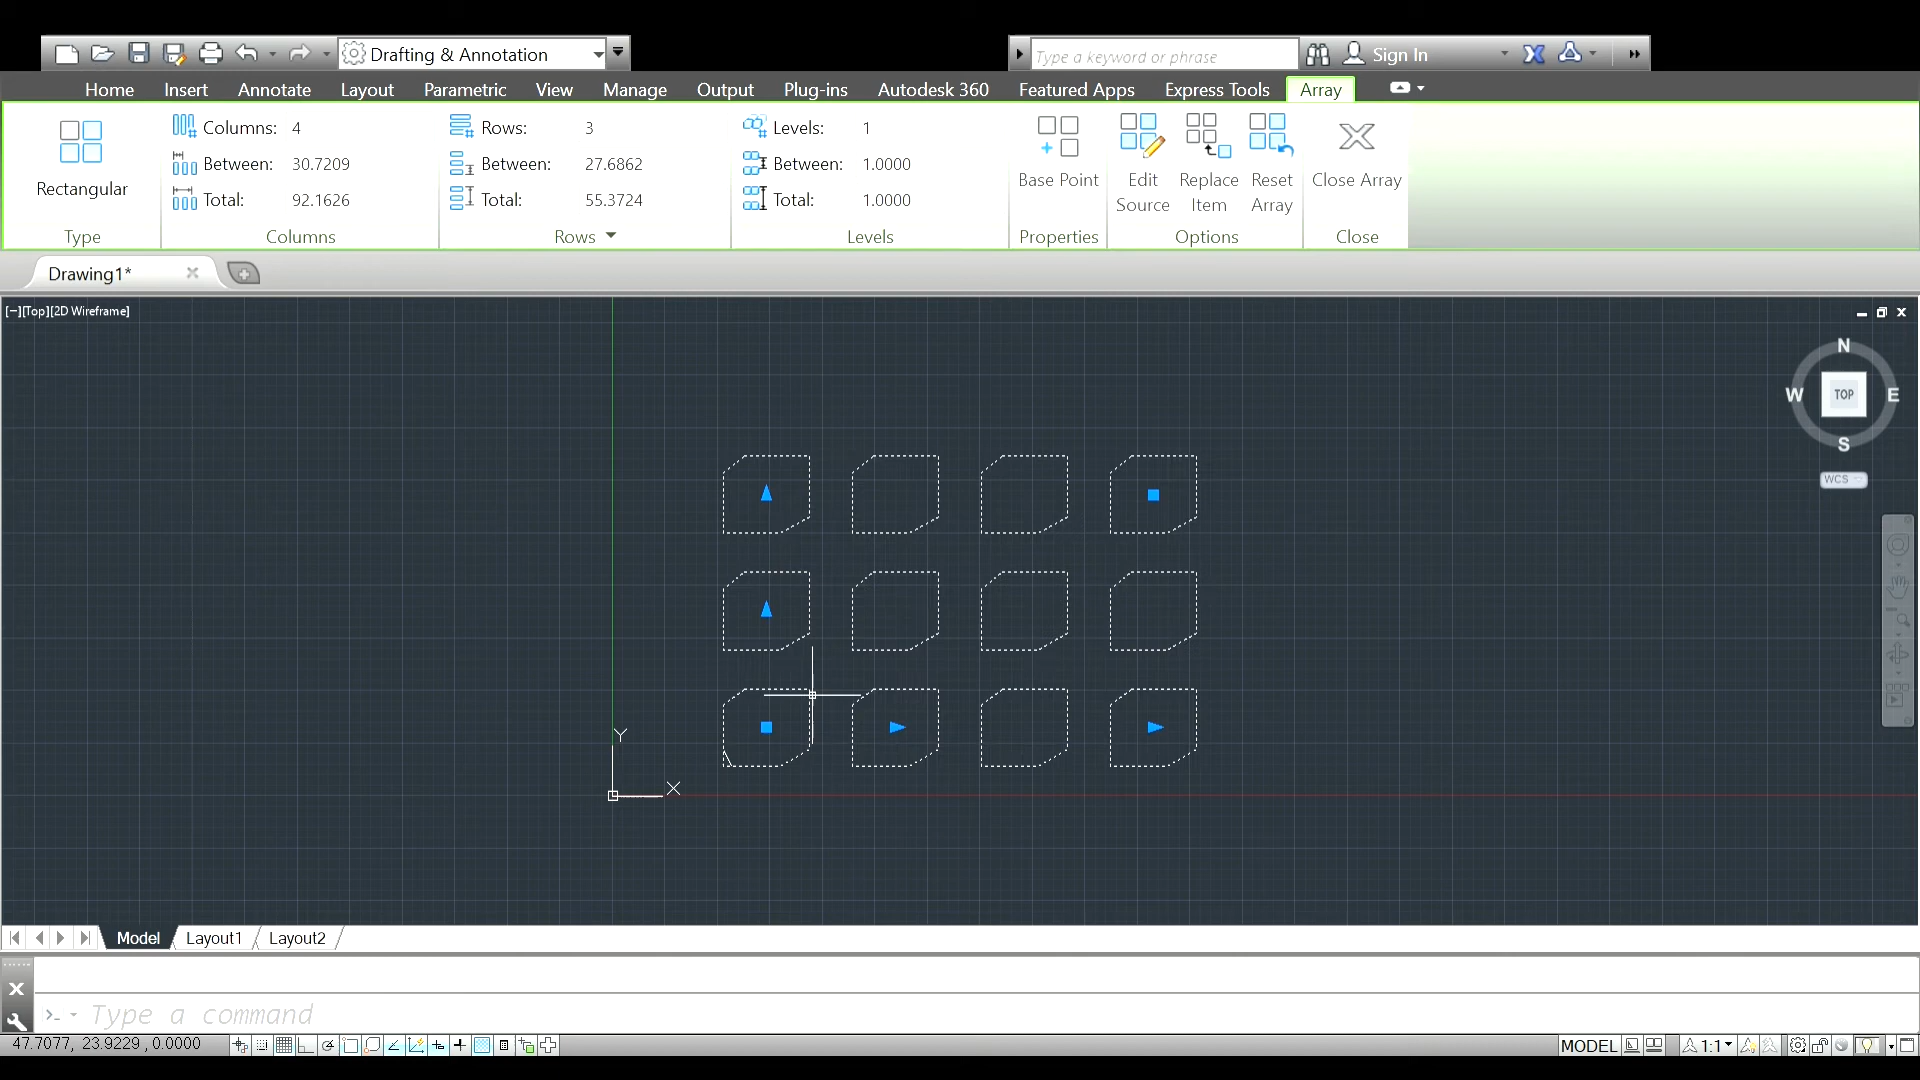 Drafting & Annotation
Type a keyword or phrase
Sign In
Home Insert Annotate Layout Parametric View Manage Output Plug-ins Autodesk 360 Featured Apps Express Tools Array
Columns: 4 Rows: 3 Levels: 1
Between: 30.7209 Between: 27.6862 Between: 1.0000
Rectangular Base Point Edit Source Replace Item Reset Array Close Array
Total: 92.1626 Total: 55.3724 Total: 1.0000
Type Columns Rows Levels Properties Options Close
Drawing1*
[−][Top][2D Wireframe]
N
W TOP E
S
WCS
Y
X
Model Layout1 Layout2
Type a command
47.7077, 23.9229 , 0.0000 MODEL 1:1